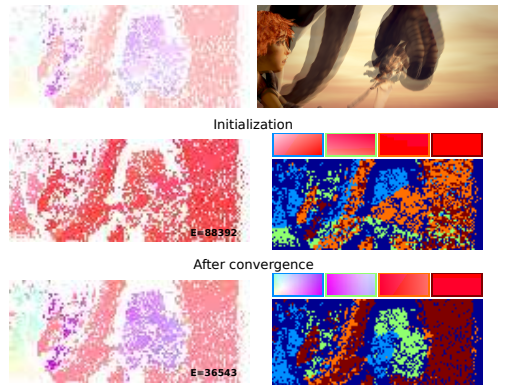 Initialization
E=88392
After convergence
E=36543